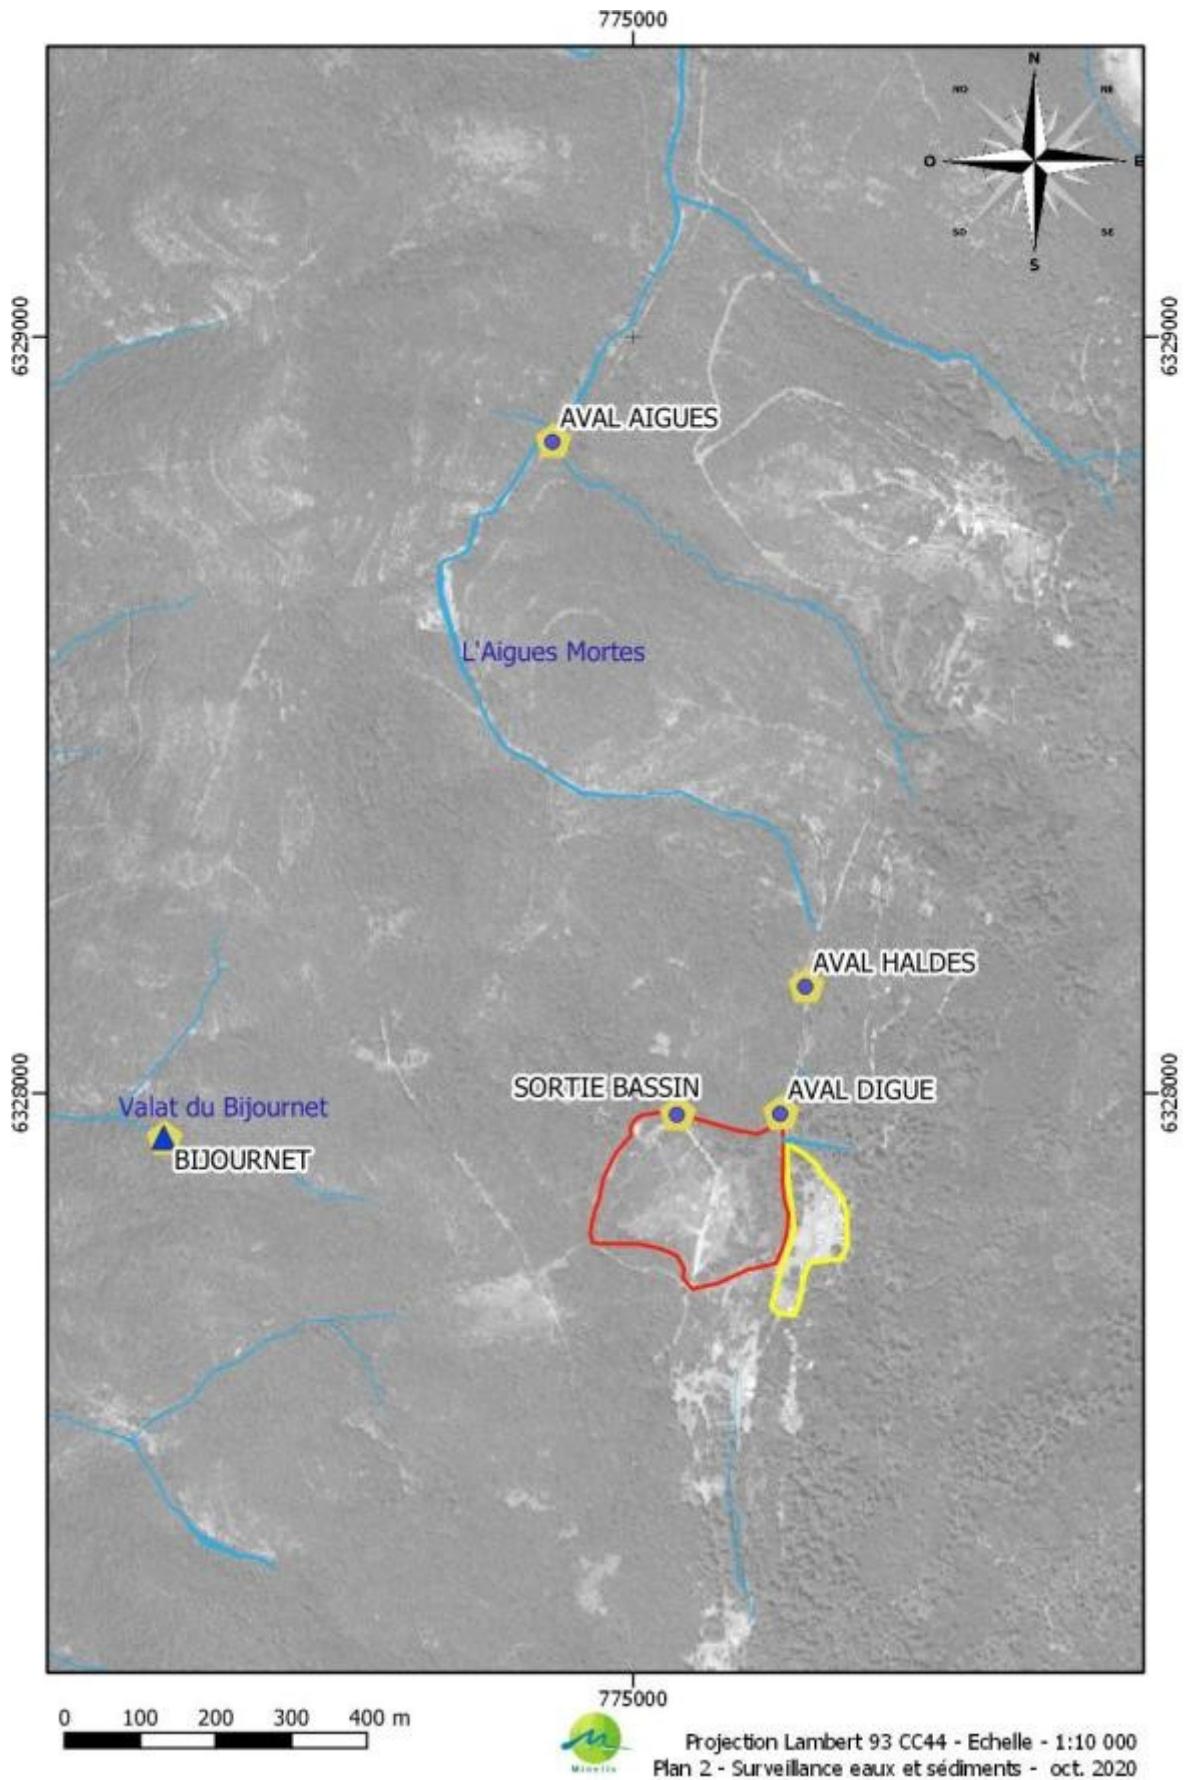 775000
N
NO
NE
O
E
SO
SE
S
6329000
6329000
AVAL AIGUES
L'Aigues Mortes
AVAL HALDES
6328000
6328000
SORTIE BASSIN
AVAL DIGUE
Valat du Bijournet
BIJOURNET
775000
0 100 200 300 400 m
Minelis
Projection Lambert 93 CC44 - Echelle - 1:10 000
Plan 2 - Surveillance eaux et sédiments - oct. 2020